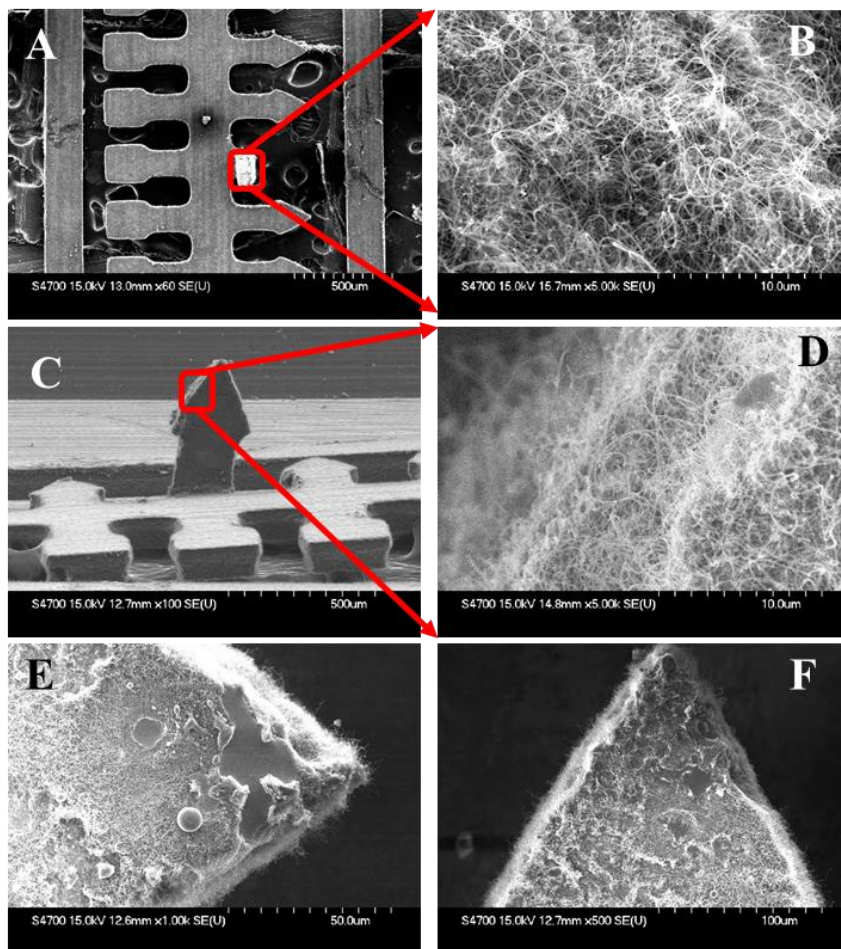 A
S4700 15.0kV 13.0mm x60 SE(U) 500um
B
S4700 15.0kV 15.7mm x5.00k SE(U) 10.0um
C
S4700 15.0kV 12.7mm x100 SE(U) 500um
D
S4700 15.0kV 14.8mm x5.00k SE(U) 10.0um
E
S4700 15.0kV 12.6mm x1.00k SE(U) 50.0um
F
S4700 15.0kV 12.7mm x500 SE(U) 100um